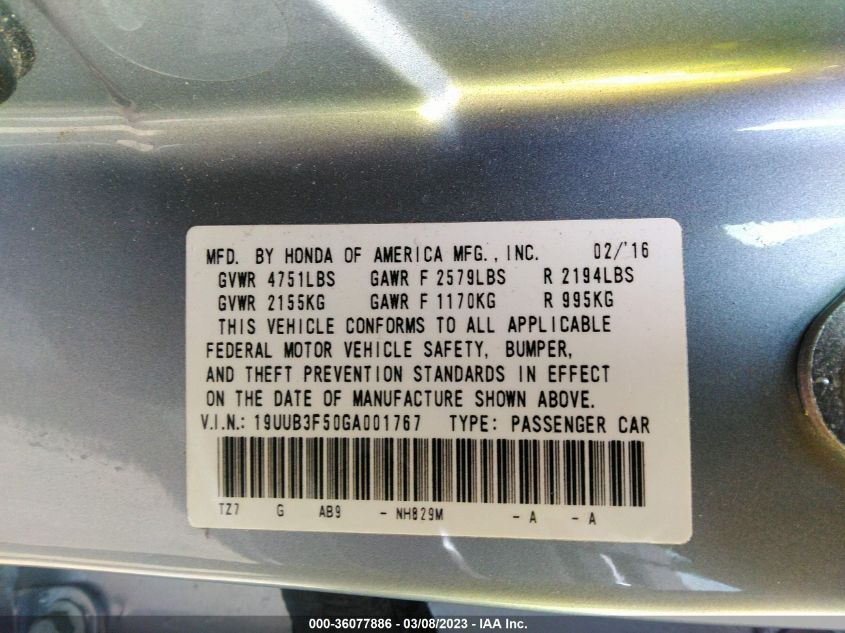 MFD. BY HONDA OF AMERICA MFG., INC. 02/'16
GVWR 4751LBS GAWR F 2579LBS R 2194LBS
GVWR 2155KG GAWR F 1170KG R 995KG
THIS VEHICLE CONFORMS TO ALL APPLICABLE
FEDERAL MOTOR VEHICLE SAFETY, BUMPER,
AND THEFT PREVENTION STANDARDS IN EFFECT
ON THE DATE OF MANUFACTURE SHOWN ABOVE.
V.I.N.: 19UUB3F50GA001767 TYPE: PASSENGER CAR
TZ7 G AB9 - NH829M - A - A
000-36077886 - 03/08/2023 - IAA Inc.